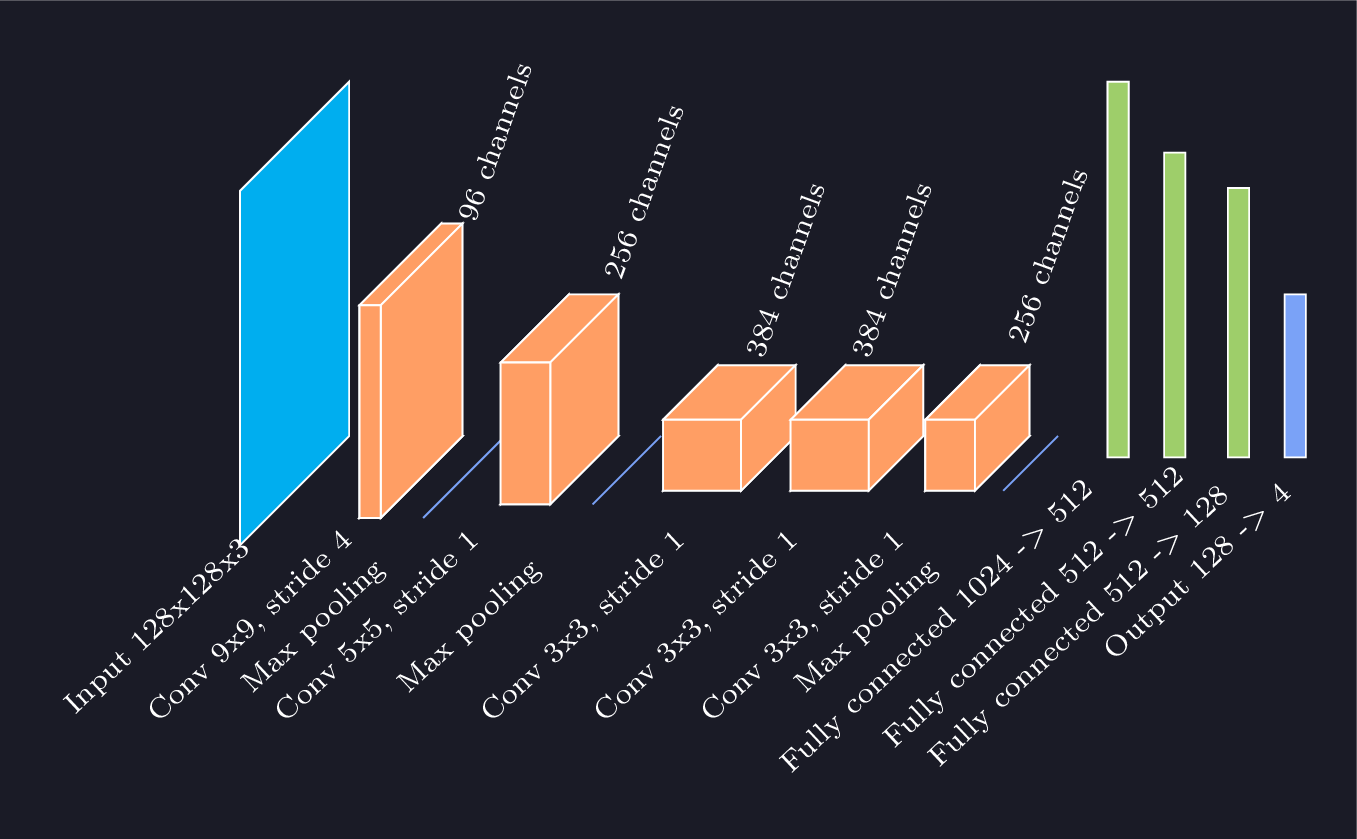 96 channels
256 channels
384 channels
384 channels
256 channels
Input 128x128x3
Conv 9x9, stride 4
Max pooling
Conv 5x5, stride 1
Max pooling
Conv 3x3, stride 1
Conv 3x3, stride 1
Conv 3x3, stride 1
Max pooling
Fully connected 1024 -> 512
Fully connected 512 -> 512
Fully connected 512 -> 128
Output 128 -> 4